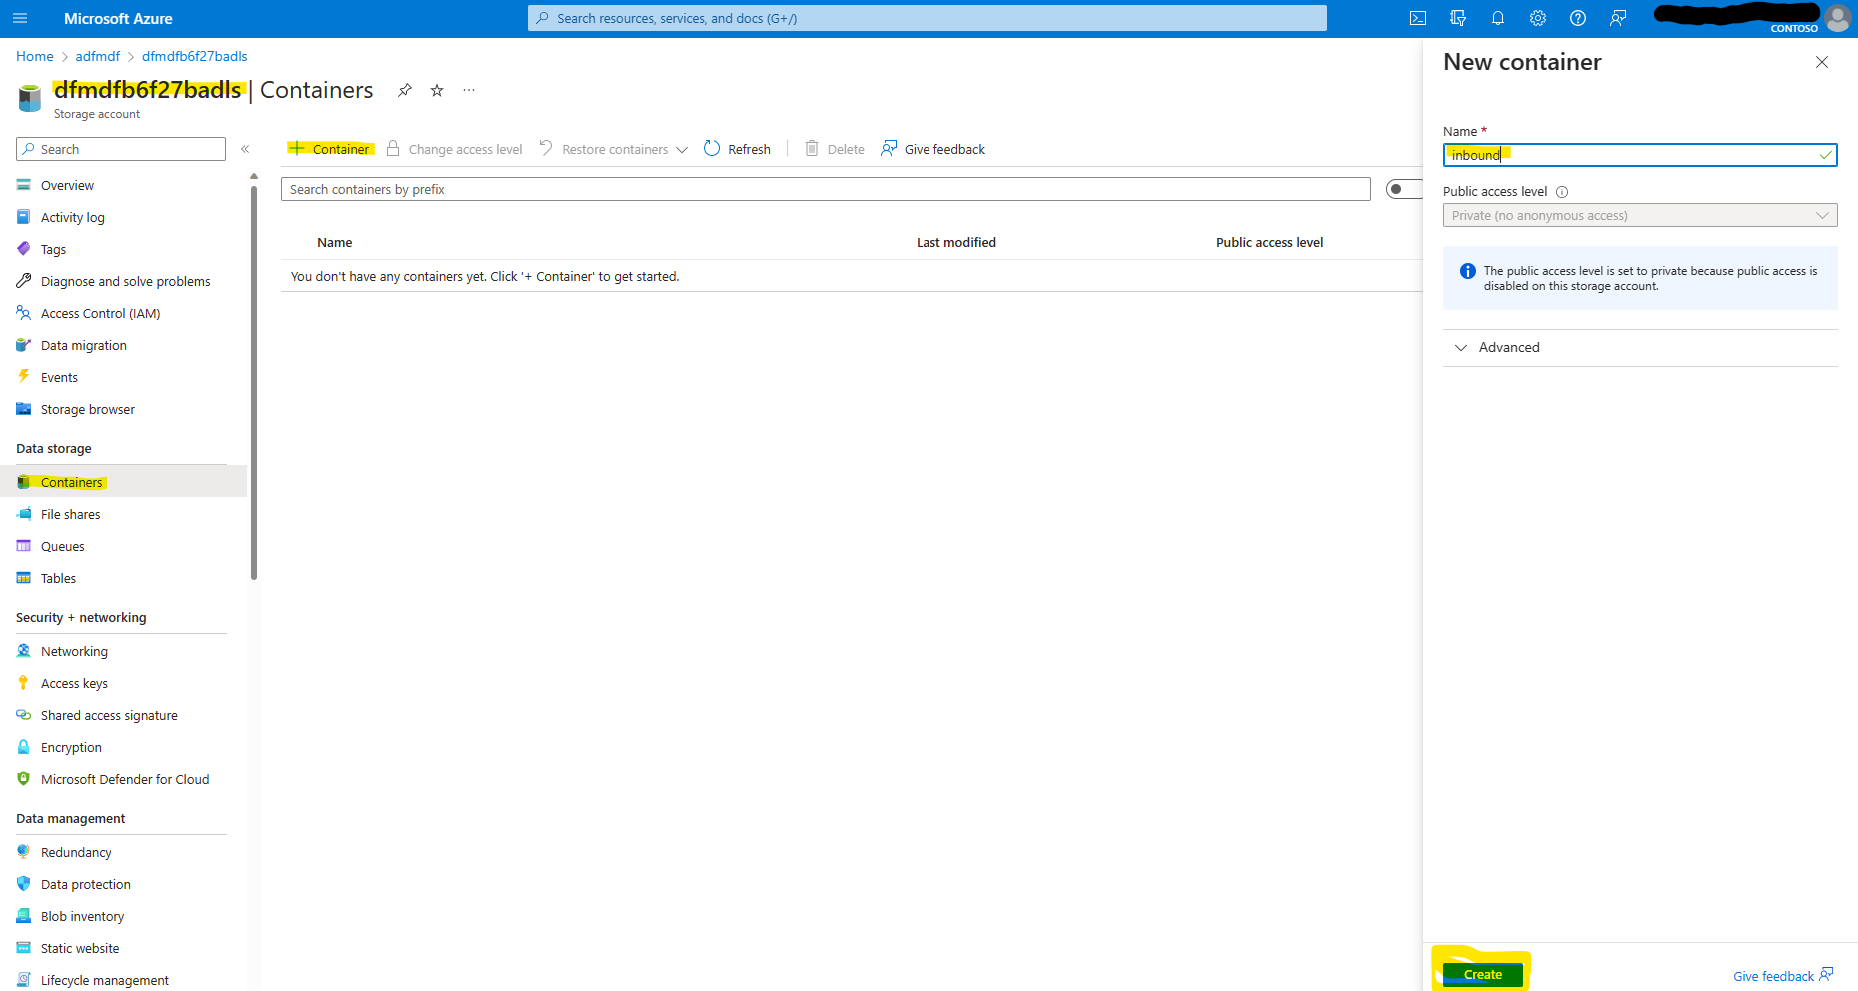 Microsoft Azure
Search resources, services, and docs (G+/)
CONTOSO
Home > adfmdf > dfmdfb6f27badls
dfmdfb6f27badls | Containers
Storage account
Search
Overview
Activity log
Tags
Diagnose and solve problems
Access Control (IAM)
Data migration
Events
Storage browser
Data storage
Containers
File shares
Queues
Tables
Security + networking
Networking
Access keys
Shared access signature
Encryption
Microsoft Defender for Cloud
Data management
Redundancy
Data protection
Blob inventory
Static website
Lifecycle management
+ Container Change access level Restore containers Refresh Delete Give feedback
Search containers by prefix
Name Last modified Public access level
You don't have any containers yet. Click '+ Container' to get started.
New container
Name *
inbound
Public access level
Private (no anonymous access)
The public access level is set to private because public access is
disabled on this storage account.
Advanced
Create
Give feedback